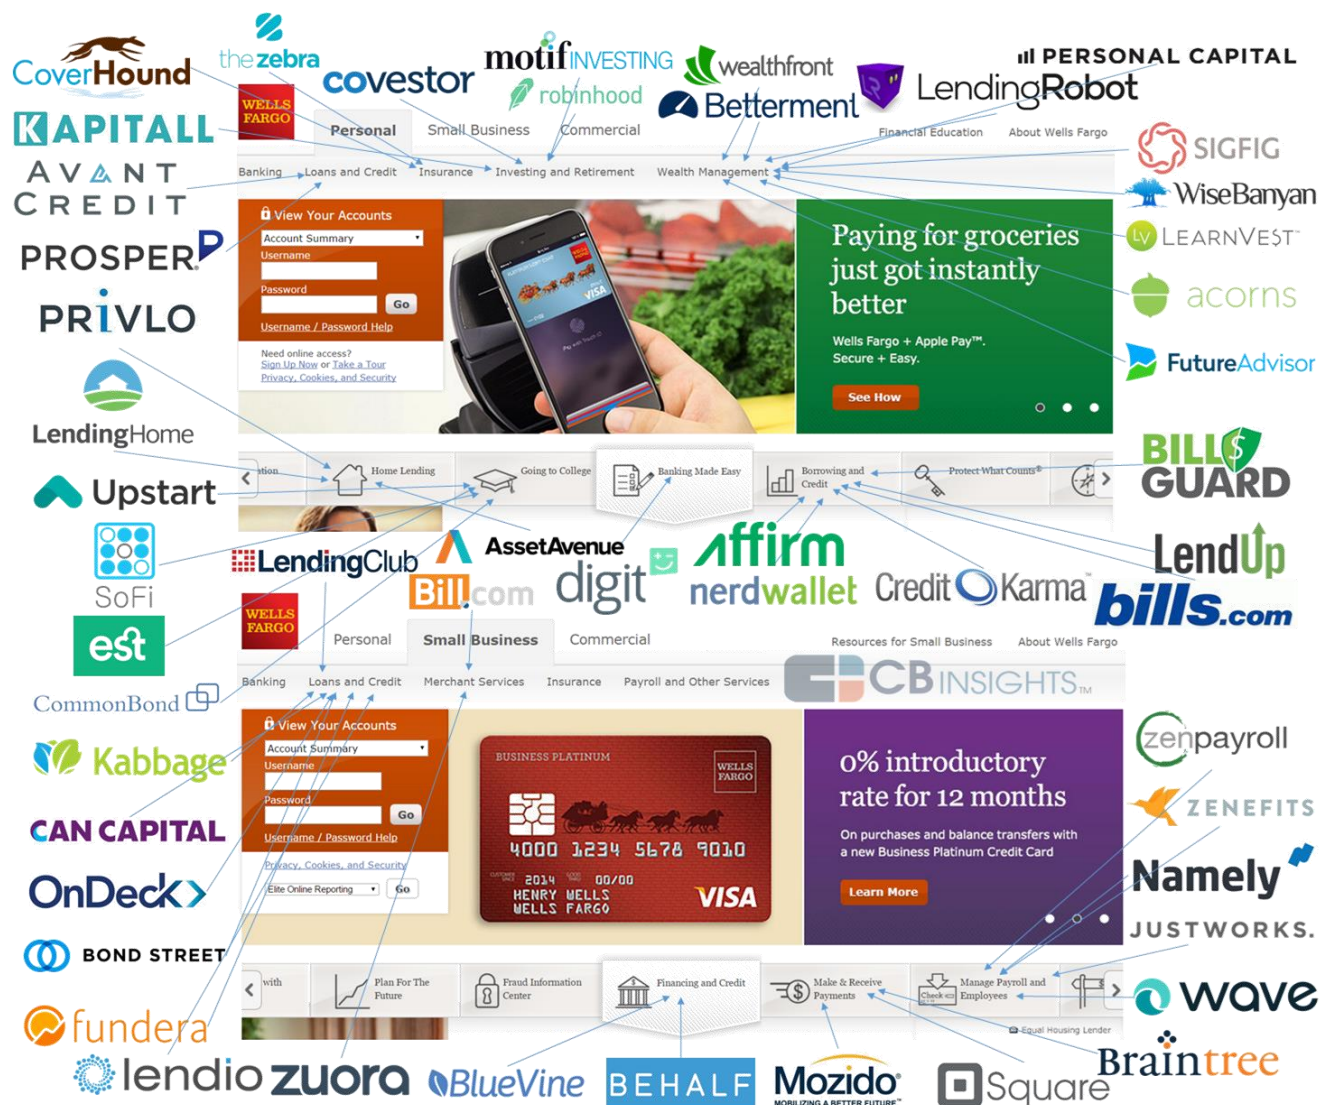 CoverHound
the zebra
covestor
motif INVESTING
robinhood
wealthfront
Betterment
LendingRobot
PERSONAL CAPITAL
KAPITALL
AVANT
CREDIT
PROSPER
PRIVLO
LendingHome
Upstart
SoFi
est
CommonBond
Kabbage
CAN CAPITAL
OnDeck
BOND STREET
fundera
WELLS
FARGO
Personal
Small Business
Commercial
Financial Education
About Wells Fargo
Banking
Loans and Credit
Insurance
Investing and Retirement
Wealth Management
View Your Accounts
Account Summary
Username
Password
Go
Username / Password Help
Need online access?
Sign Up Now or Take a Tour
Privacy, Cookies, and Security
VISA
Pay with Touch ID
Paying for groceries
just got instantly
better
Wells Fargo + Apple Pay™.
Secure + Easy.
See How
SIGFIG
WiseBanyan
LV LEARNVEST
acorns
FutureAdvisor
Home Lending
Going to College
Banking Made Easy
Borrowing and
Credit
Protect What Counts®
BILL
GUARD
LendUp
bills.com
LendingClub
AssetAvenue
Bill.com
digit
affirm
nerdwallet
Credit Karma
WELLS
FARGO
Personal
Small Business
Commercial
Resources for Small Business
About Wells Fargo
Banking
Loans and Credit
Merchant Services
Insurance
Payroll and Other Services
CB INSIGHTS TM
View Your Accounts
Account Summary
Username
Password
Go
Username / Password Help
Privacy, Cookies, and Security
Elite Online Reporting
Go
BUSINESS PLATINUM
WELLS
FARGO
4000 1234 5678 9010
2014 00/00
HENRY WELLS
WELLS FARGO
VISA
0% introductory
rate for 12 months
On purchases and balance transfers with
a new Business Platinum Credit Card
Learn More
zenpayroll
ZENEFITS
Namely
JUSTWORKS.
wave
Braintree
with
Plan For The
Future
Fraud Information
Center
Financing and Credit
Make & Receive
Payments
Check
Manage Payroll and
Employees
Equal Housing Lender
lendio
zuora
BlueVine
BEHALF
Mozido
MOBILIZING A BETTER FUTURE™
Square